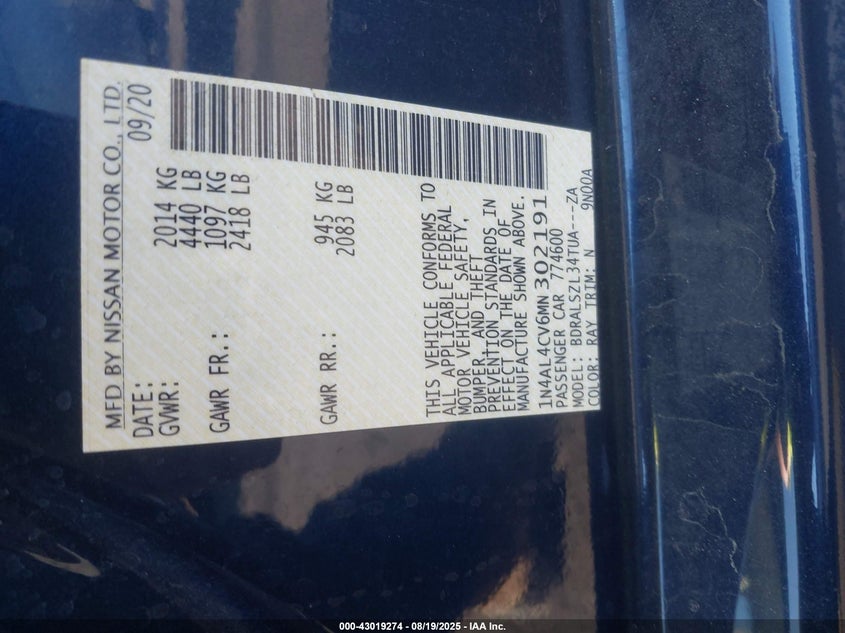 MFD BY NISSAN MOTOR CO., LTD.
DATE: 09/20
GVWR: 2014 KG
4440 LB
GAWR FR.: 1097 KG
2418 LB
GAWR RR.: 945 KG
2083 LB
THIS VEHICLE CONFORMS TO
ALL APPLICABLE FEDERAL
MOTOR VEHICLE SAFETY,
BUMPER, AND THEFT
PREVENTION STANDARDS IN
EFFECT ON THE DATE OF
MANUFACTURE SHOWN ABOVE.
1N4AL4CV6MN302191
PASSENGER CAR 774600
MODEL: BDRALSZL34TUA---ZA
COLOR: RAY TRIM: N 9N00A
000-43019274 - 08/19/2025 - IAA Inc.